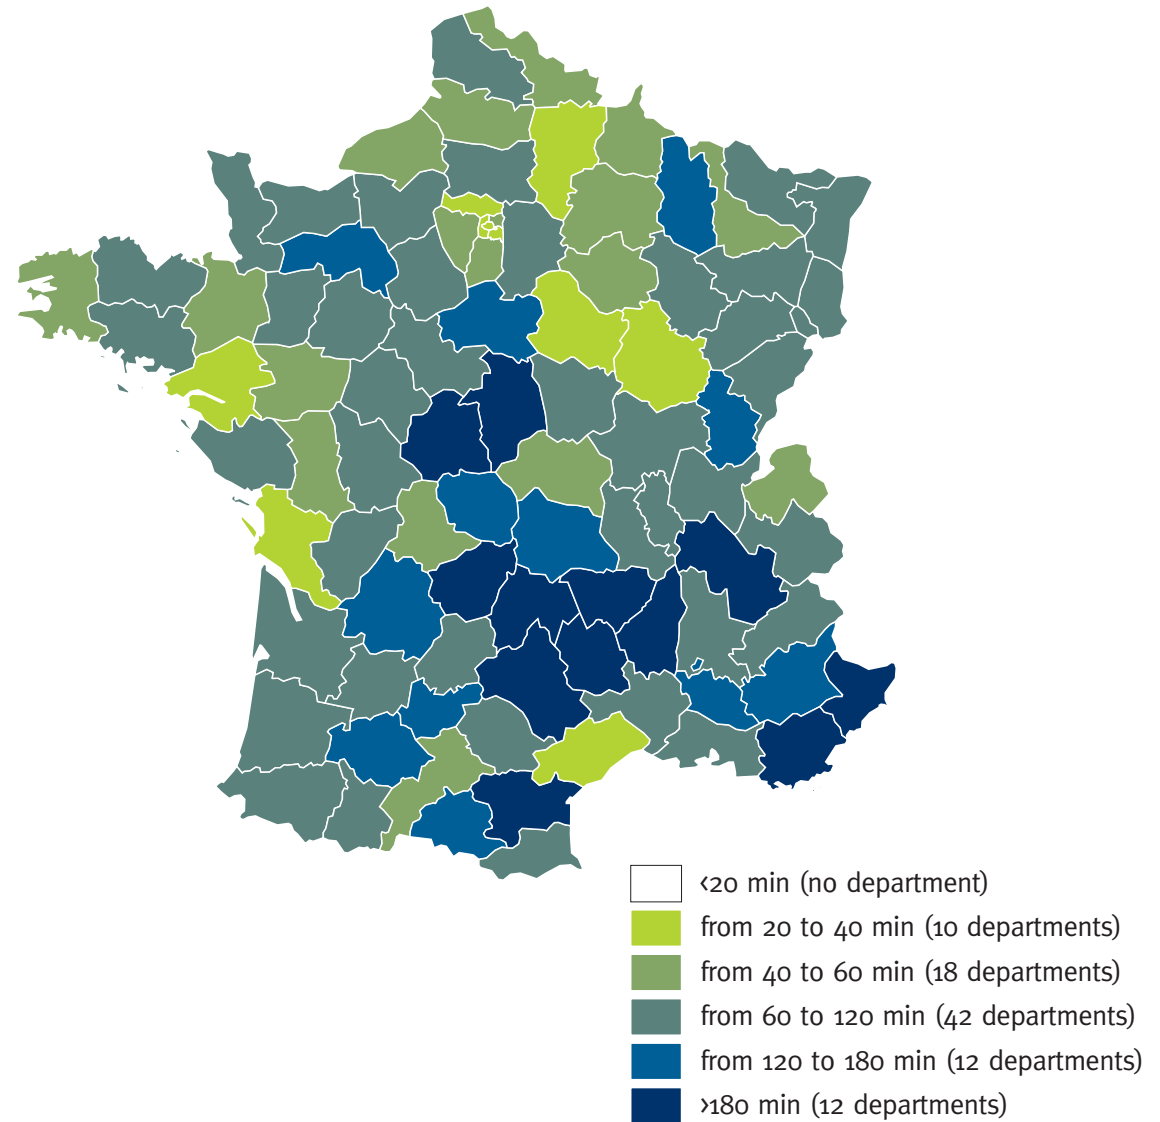 <20 min (no department)
from 20 to 40 min (10 departments)
from 40 to 60 min (18 departments)
from 60 to 120 min (42 departments)
from 120 to 180 min (12 departments)
>180 min (12 departments)